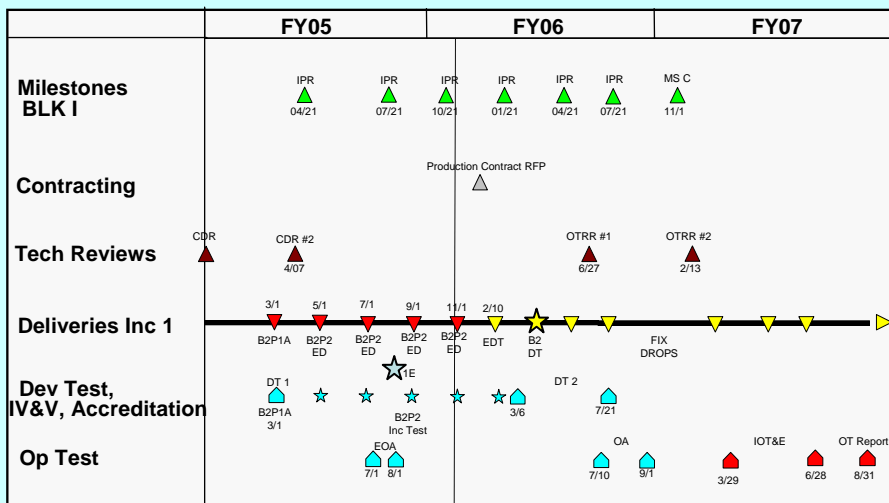 FY05 FY06 FY07
Milestones
BLK I
IPR IPR IPR IPR IPR IPR MS C
04/21 07/21 10/21 01/21 04/21 07/21 11/1
Contracting
Production Contract RFP
Tech Reviews
CDR CDR #2 OTRR #1 OTRR #2
4/07 6/27 2/13
Deliveries Inc 1
3/1 5/1 7/1 9/1 11/1 2/10
B2P1A B2P2 B2P2 B2P2 B2P2 EDT B2 FIX
ED ED ED ED DT DROPS
1E
Dev Test,
IV&V, Accreditation
DT 1 DT 2
B2P1A B2P2 3/6 7/21
3/1 Inc Test
Op Test
EOA OA IOT&E OT Report
7/1 8/1 7/10 9/1 3/29 6/28 8/31